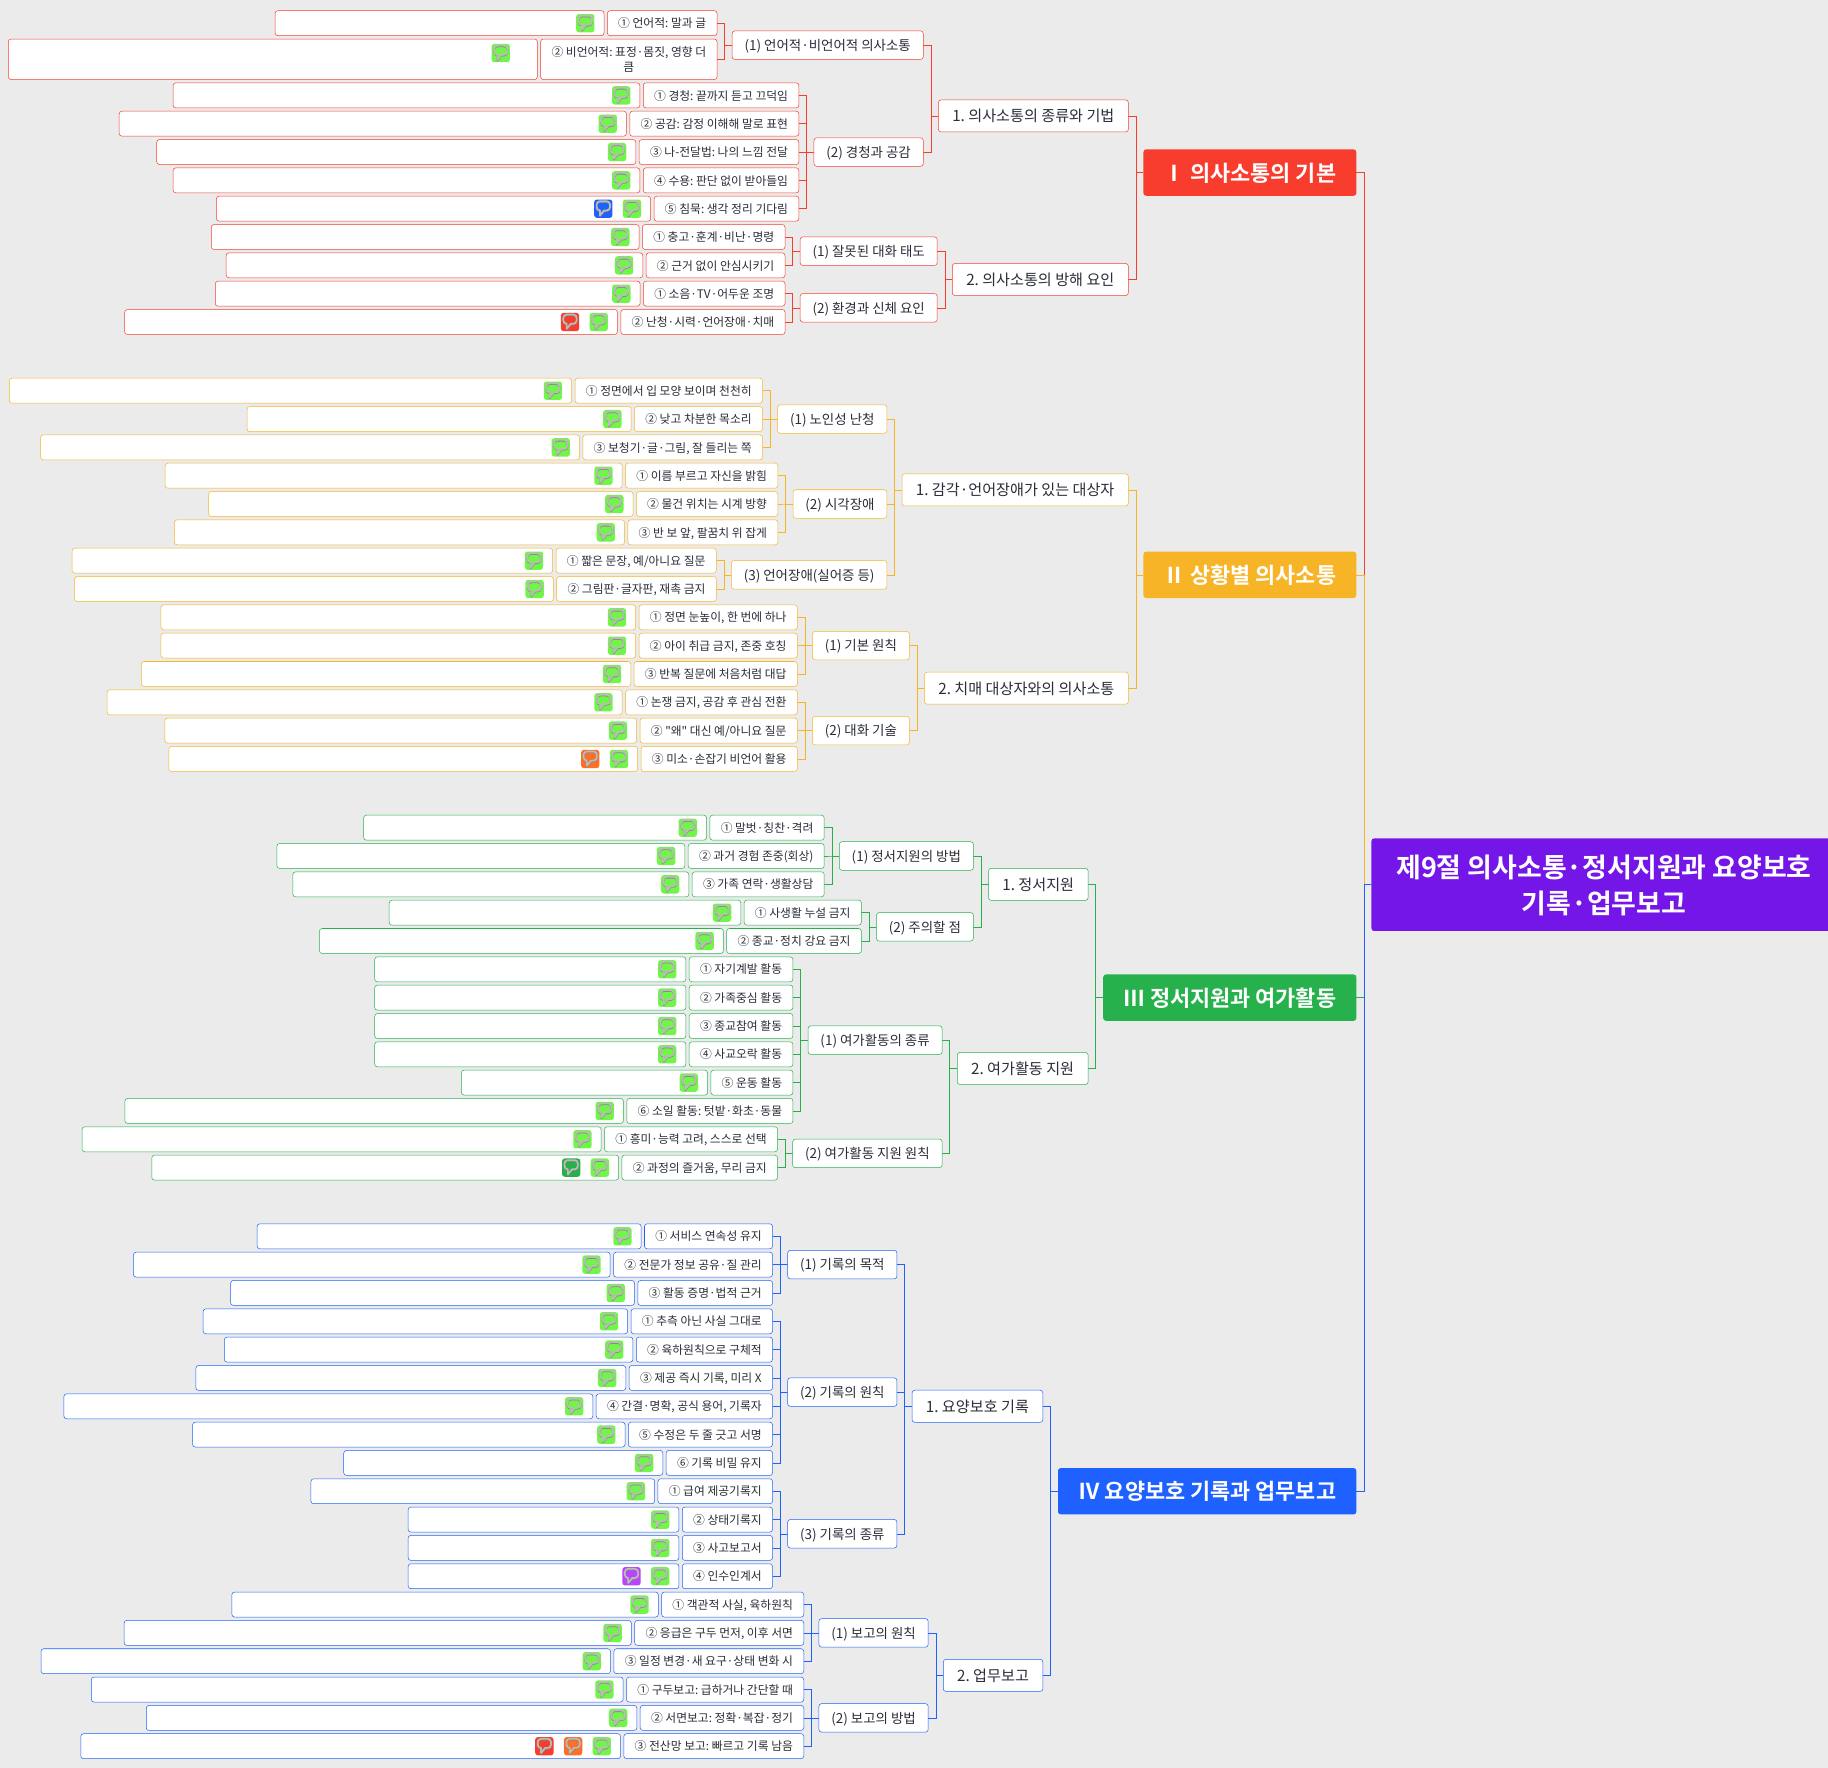 제9절 의사소통·정서지원과 요양보호
기록·업무보고
Ⅰ 의사소통의 기본
1. 의사소통의 종류와 기법
(1) 언어적·비언어적 의사소통
① 언어적: 말과 글
② 비언어적: 표정·몸짓, 영향 더
큼
(2) 경청과 공감
① 경청: 끝까지 듣고 끄덕임
② 공감: 감정 이해해 말로 표현
③ 나-전달법: 나의 느낌 전달
④ 수용: 판단 없이 받아들임
⑤ 침묵: 생각 정리 기다림
2. 의사소통의 방해 요인
(1) 잘못된 대화 태도
① 충고·훈계·비난·명령
② 근거 없이 안심시키기
(2) 환경과 신체 요인
① 소음·TV·어두운 조명
② 난청·시력·언어장애·치매
II 상황별 의사소통
1. 감각·언어장애가 있는 대상자
(1) 노인성 난청
① 정면에서 입 모양 보이며 천천히
② 낮고 차분한 목소리
③ 보청기·글·그림, 잘 들리는 쪽
(2) 시각장애
① 이름 부르고 자신을 밝힘
② 물건 위치는 시계 방향
③ 반 보 앞, 팔꿈치 위 잡게
(3) 언어장애(실어증 등)
① 짧은 문장, 예/아니요 질문
② 그림판·글자판, 재촉 금지
2. 치매 대상자와의 의사소통
(1) 기본 원칙
① 정면 눈높이, 한 번에 하나
② 아이 취급 금지, 존중 호칭
③ 반복 질문에 처음처럼 대답
(2) 대화 기술
① 논쟁 금지, 공감 후 관심 전환
② "왜" 대신 예/아니요 질문
③ 미소·손잡기 비언어 활용
III 정서지원과 여가활동
1. 정서지원
(1) 정서지원의 방법
① 말벗·칭찬·격려
② 과거 경험 존중(회상)
③ 가족 연락·생활상담
(2) 주의할 점
① 사생활 누설 금지
② 종교·정치 강요 금지
2. 여가활동 지원
(1) 여가활동의 종류
① 자기계발 활동
② 가족중심 활동
③ 종교참여 활동
④ 사교오락 활동
⑤ 운동 활동
⑥ 소일 활동: 텃밭·화초·동물
(2) 여가활동 지원 원칙
① 흥미·능력 고려, 스스로 선택
② 과정의 즐거움, 무리 금지
IV 요양보호 기록과 업무보고
1. 요양보호 기록
(1) 기록의 목적
① 서비스 연속성 유지
② 전문가 정보 공유·질 관리
③ 활동 증명·법적 근거
(2) 기록의 원칙
① 추측 아닌 사실 그대로
② 육하원칙으로 구체적
③ 제공 즉시 기록, 미리 X
④ 간결·명확, 공식 용어, 기록자
⑤ 수정은 두 줄 긋고 서명
⑥ 기록 비밀 유지
(3) 기록의 종류
① 급여 제공기록지
② 상태기록지
③ 사고보고서
④ 인수인계서
2. 업무보고
(1) 보고의 원칙
① 객관적 사실, 육하원칙
② 응급은 구두 먼저, 이후 서면
③ 일정 변경·새 요구·상태 변화 시
(2) 보고의 방법
① 구두보고: 급하거나 간단할 때
② 서면보고: 정확·복잡·정기
③ 전산망 보고: 빠르고 기록 남음